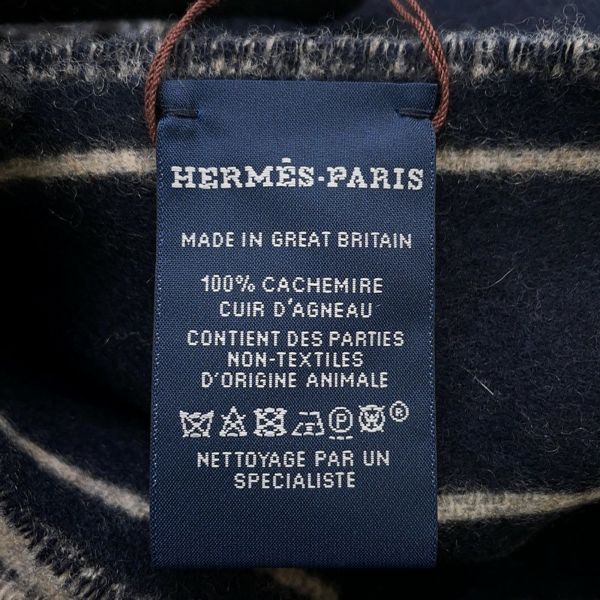 HERMÈS-PARIS
MADE IN GREAT BRITAIN
100% CACHEMIRE
CUIR D'AGNEAU
CONTIENT DES PARTIES
NON-TEXTILES
D'ORIGINE ANIMALE
P W ®
NETTOYAGE PAR UN
SPECIALISTE